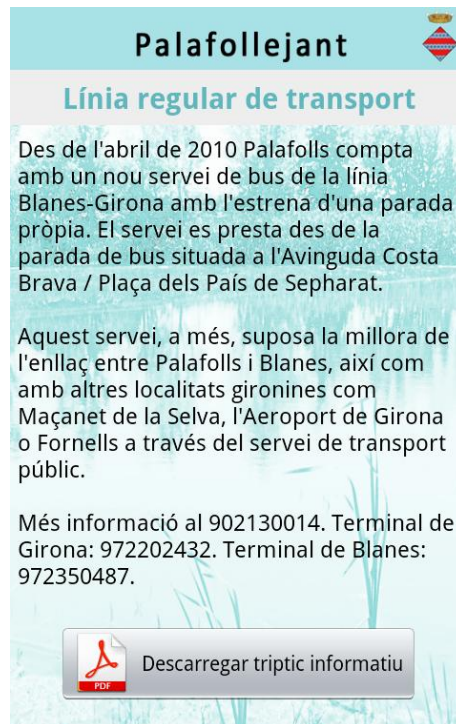 Palafollejant
Línia regular de transport
Des de l'abril de 2010 Palafolls compta
amb un nou servei de bus de la línia
Blanes-Girona amb l'estrena d'una parada
pròpia. El servei es presta des de la
parada de bus situada a l'Avinguda Costa
Brava / Plaça dels País de Sepharat.
Aquest servei, a més, suposa la millora de
l'enllaç entre Palafolls i Blanes, així com
amb altres localitats gironines com
Maçanet de la Selva, l'Aeroport de Girona
o Fornells a través del servei de transport
públic.
Més informació al 902130014. Terminal de
Girona: 972202432. Terminal de Blanes:
972350487.
PDF
Descarregar triptic informatiu